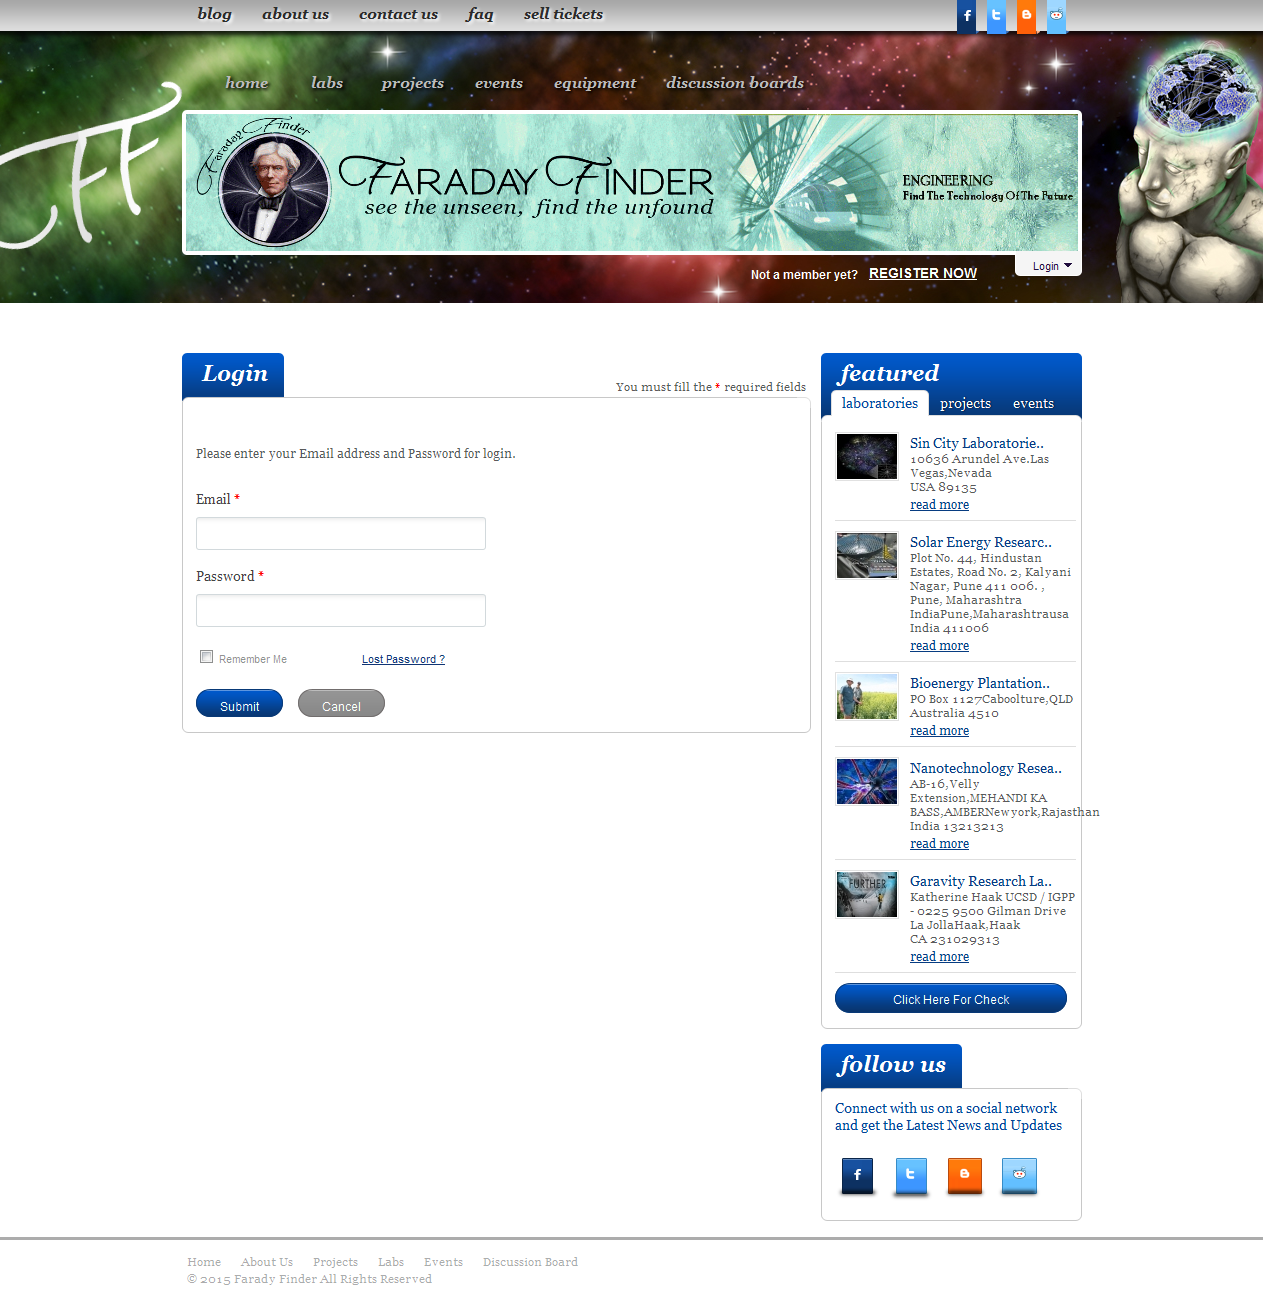 blog about us contact us faq sell tickets
home labs projects events equipment discussion boards
FF
Faraday Finder
FARADAY FINDER
see the unseen, find the unfound
ENGINEERING
Find The Technology Of The Future
Not a member yet? REGISTER NOW
Login
Login
You must fill the * required fields
Please enter your Email address and Password for login.
Email *
Password *
Remember Me Lost Password ?
Submit Cancel
featured
laboratories projects events
Sin City Laboratorie..
10636 Arundel Ave.Las
Vegas,Nevada
USA 89135
read more
Solar Energy Researc..
Plot No. 44, Hindustan
Estates, Road No. 2, Kalyani
Nagar, Pune 411 006. ,
Pune, Maharashtra
IndiaPune,Maharashtrausa
India 411006
read more
Bioenergy Plantation..
PO Box 1127Caboolture,QLD
Australia 4510
read more
Nanotechnology Resea..
AB-16,Velly
Extension,MEHANDI KA
BASS,AMBERNewyork,Rajasthan
India 13213213
read more
FURTHER
Garavity Research La..
Katherine Haak UCSD / IGPP
- 0225 9500 Gilman Drive
La JollaHaak,Haak
CA 231029313
read more
Click Here For Check
follow us
Connect with us on a social network
and get the Latest News and Updates
Home About Us Projects Labs Events Discussion Board
© 2015 Farady Finder All Rights Reserved